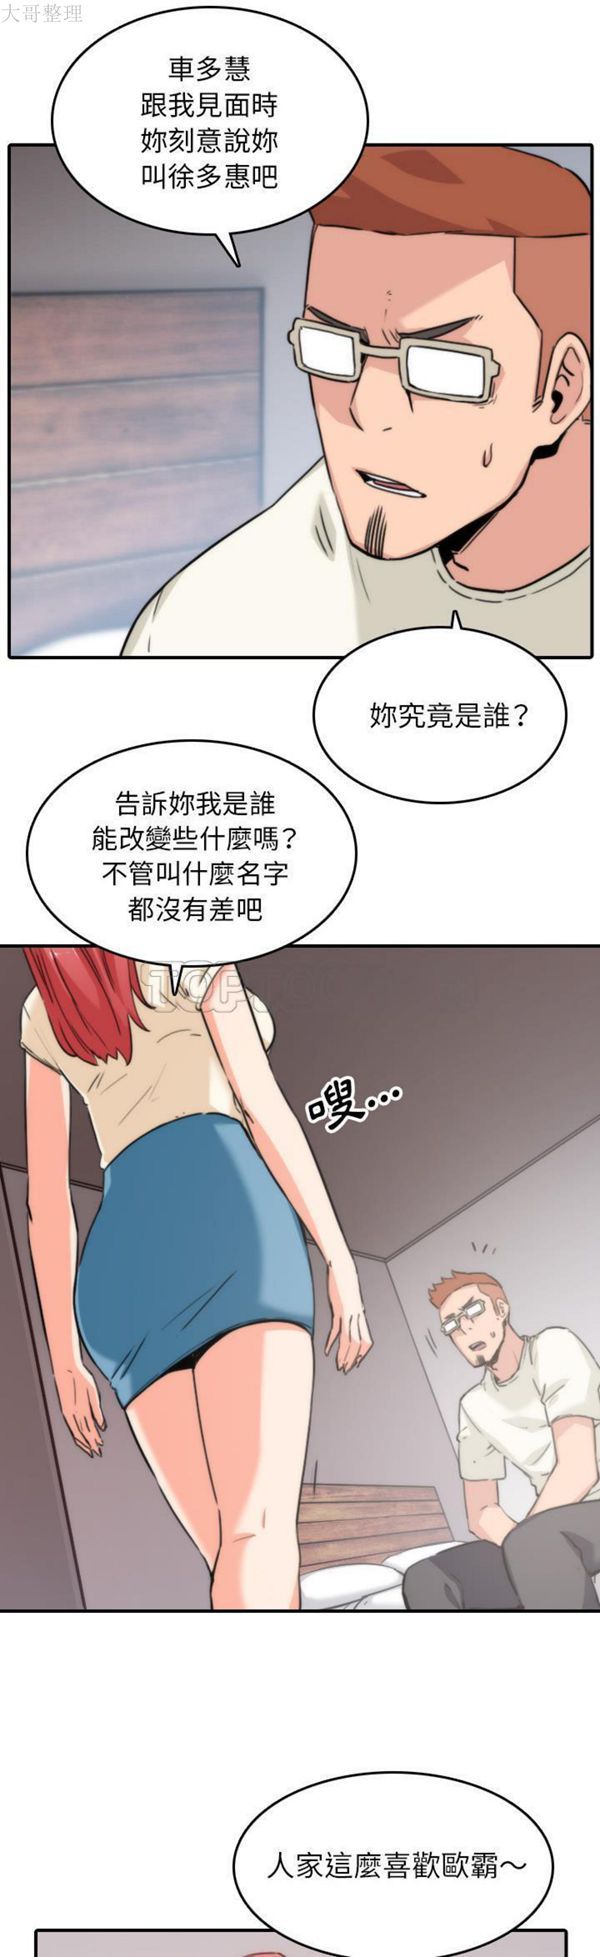 大哥整理
車多慧
跟我見面時
妳刻意說妳
叫徐多惠吧
妳究竟是誰？
告訴妳我是誰
能改變些什麼嗎？
不管叫什麼名字
都沒有差吧
嗖…
人家這麼喜歡歐霸～